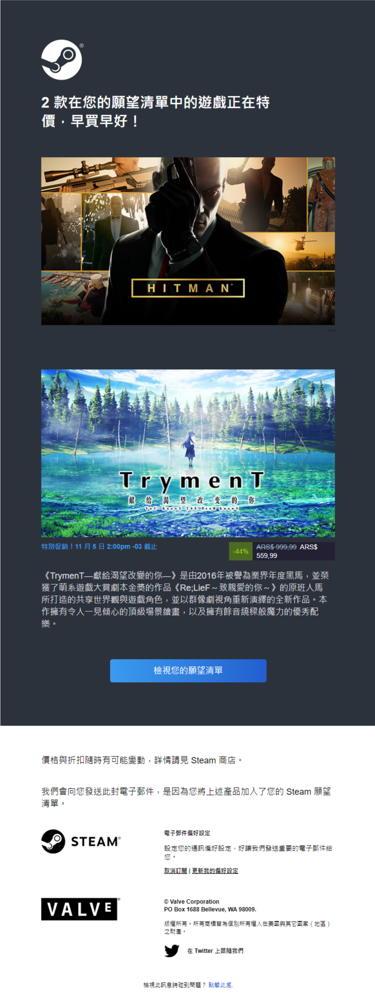 ®
2 款在您的願望清單中的遊戲正在特
價，早買早好！
HITMAN™
TrymenT
献给渴望改变的你
YoU KnowS ThE DeaR KnowS
特別促銷！11 月 5 日 2:00pm -03 截止
-44%
ARS$ 999,99 ARS$
559,99
《TrymenT—獻給渴望改變的你—》是由2016年被譽為業界年度黑馬，並榮
獲了萌系遊戲大賞劇本金獎的作品《Re;LieF～致親愛的你～》的原班人馬
所打造的共享世界觀與遊戲角色，並以群像劇視角重新演繹的全新作品。本
作擁有令人一見傾心的頂級場景繪畫，以及擁有餘音繞樑般魔力的優秀配
樂。
檢視您的願望清單
價格與折扣隨時有可能變動，詳情請見 Steam 商店。
我們會向您發送此封電子郵件，是因為您將上述產品加入了您的 Steam 願望
清單。
STEAM®
電子郵件偏好設定
設定您的通訊偏好設定，好讓我們發送重要的電子郵件給
您。
取消訂閱 | 更新我的偏好設定
VALVE®
© Valve Corporation
PO Box 1688 Bellevue, WA 98009.
版權所有。所有商標皆為個別所有權人在美國與其它國家（地區）
之財產。
在 Twitter 上跟隨我們
檢視此訊息時碰到問題？ 點擊此處.